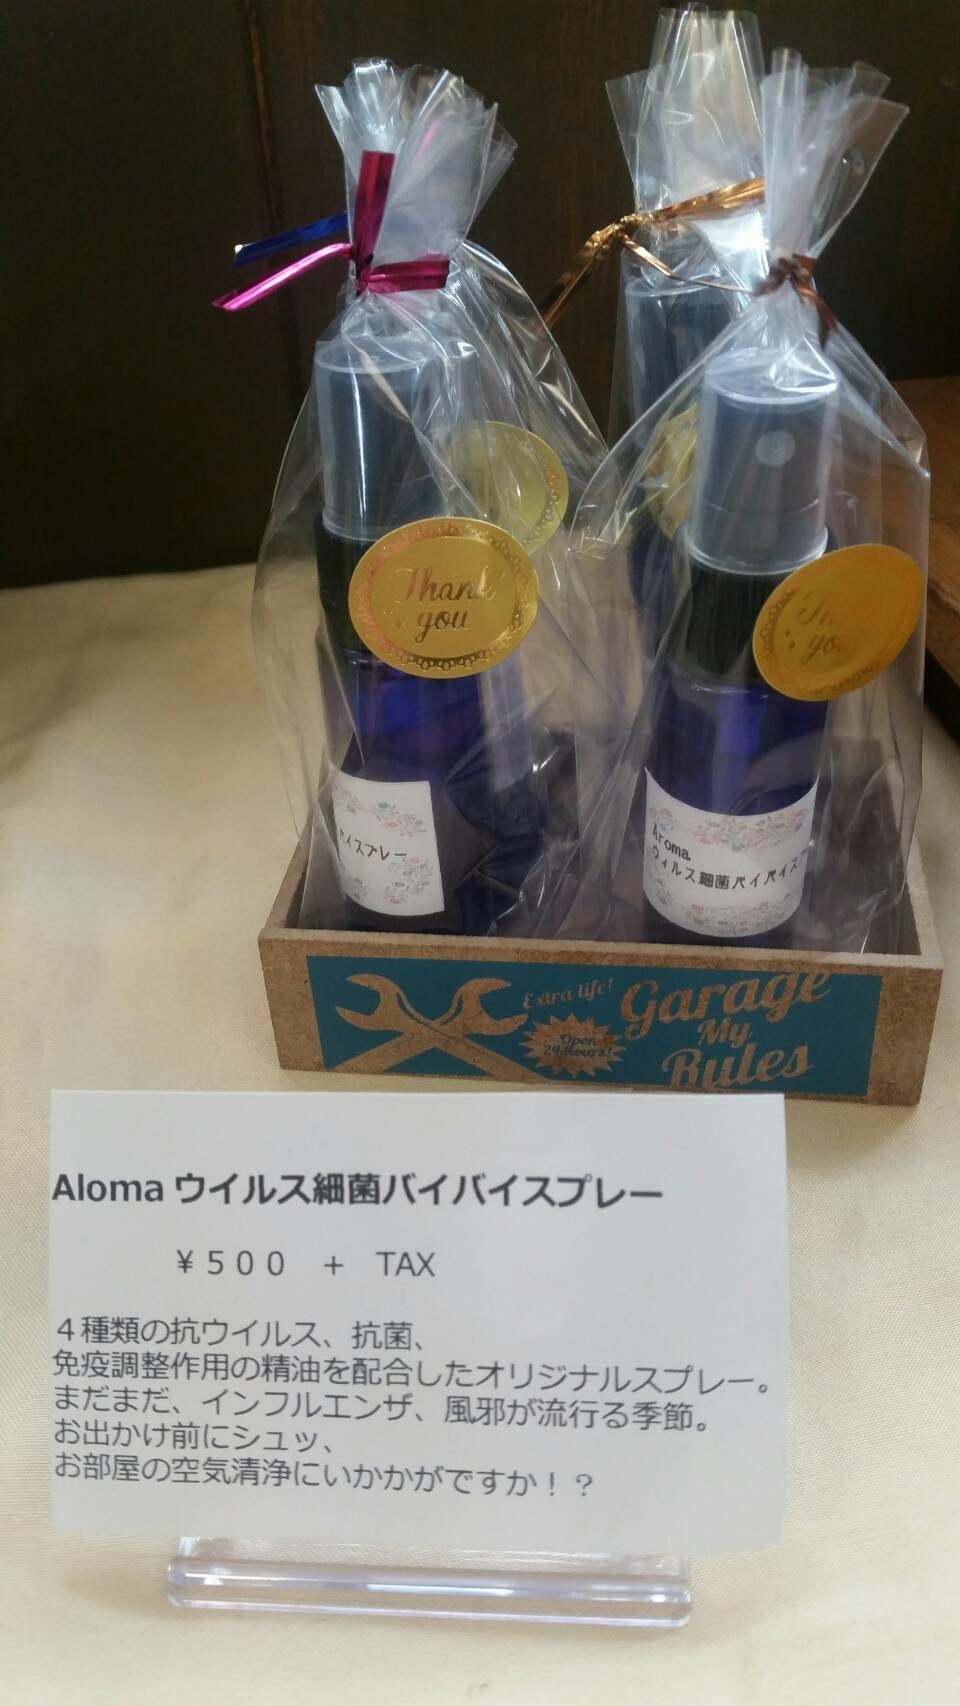 Thank
you
Th
yo
バイスプレー
Aroma
ウィルス細菌バイバイス
Extra life!
Open
24 Hours!
Garage
My
Rules
Aloma ウイルス細菌バイバイスプレー
¥５００ + TAX
４種類の抗ウイルス、抗菌、
免疫調整作用の精油を配合したオリジナルスプレー。
まだまだ、インフルエンザ、風邪が流行る季節。
お出かけ前にシュッ、
お部屋の空気清浄にいかかがですか！？